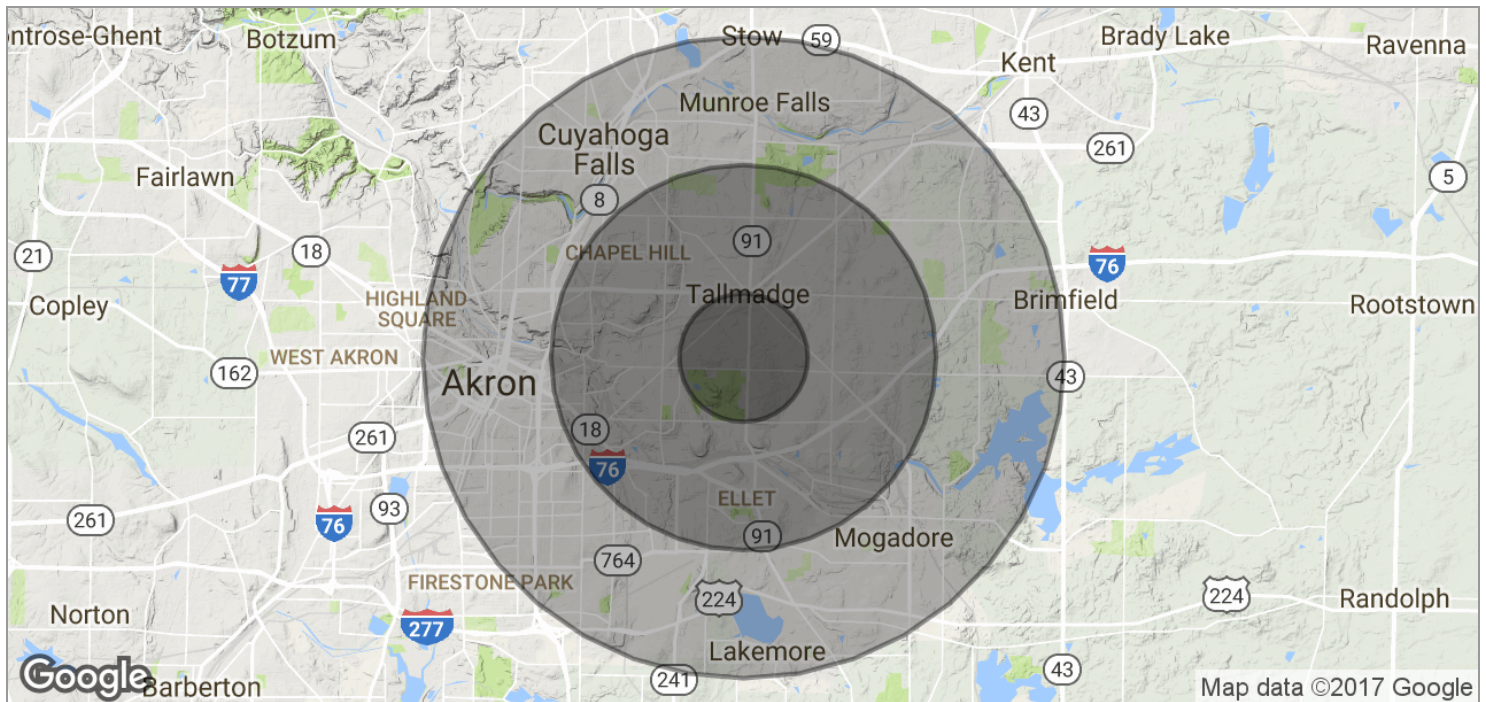 ontrose-Ghent
Botzum
Stow
59
Kent
Brady Lake
Ravenna
Munroe Falls
43
Cuyahoga
Falls
261
Fairlawn
5
8
18
91
21
CHAPEL HILL
77
76
Copley
HIGHLAND
SQUARE
Tallmadge
Brimfield
Rootstown
WEST AKRON
162
Akron
43
261
18
76
93
ELLET
261
76
91
Mogadore
764
FIRESTONE PARK
224
224
Randolph
Norton
277
Lakemore
43
241
Google
Barberton
Map data ©2017 Google